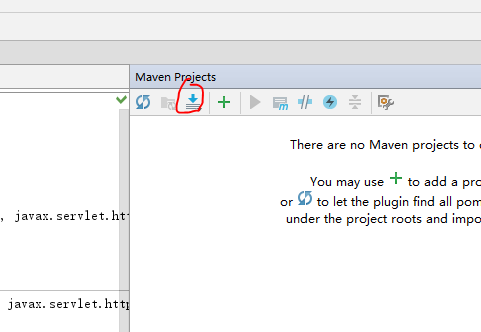 Maven Projects
There are no Maven projects to
You may use + to add a pro
or to let the plugin find all pom
under the project roots and impo
, javax.servlet.htt
javax.servlet.http